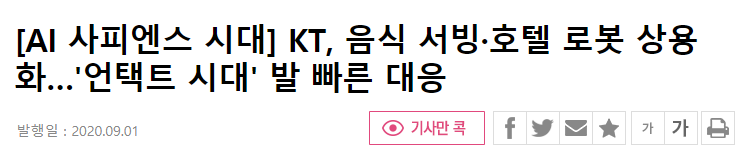 [AI 사피엔스 시대] KT, 음식 서빙·호텔 로봇 상용
화…'언택트 시대' 발 빠른 대응
발행일 : 2020.09.01 기사만 콕 가 가